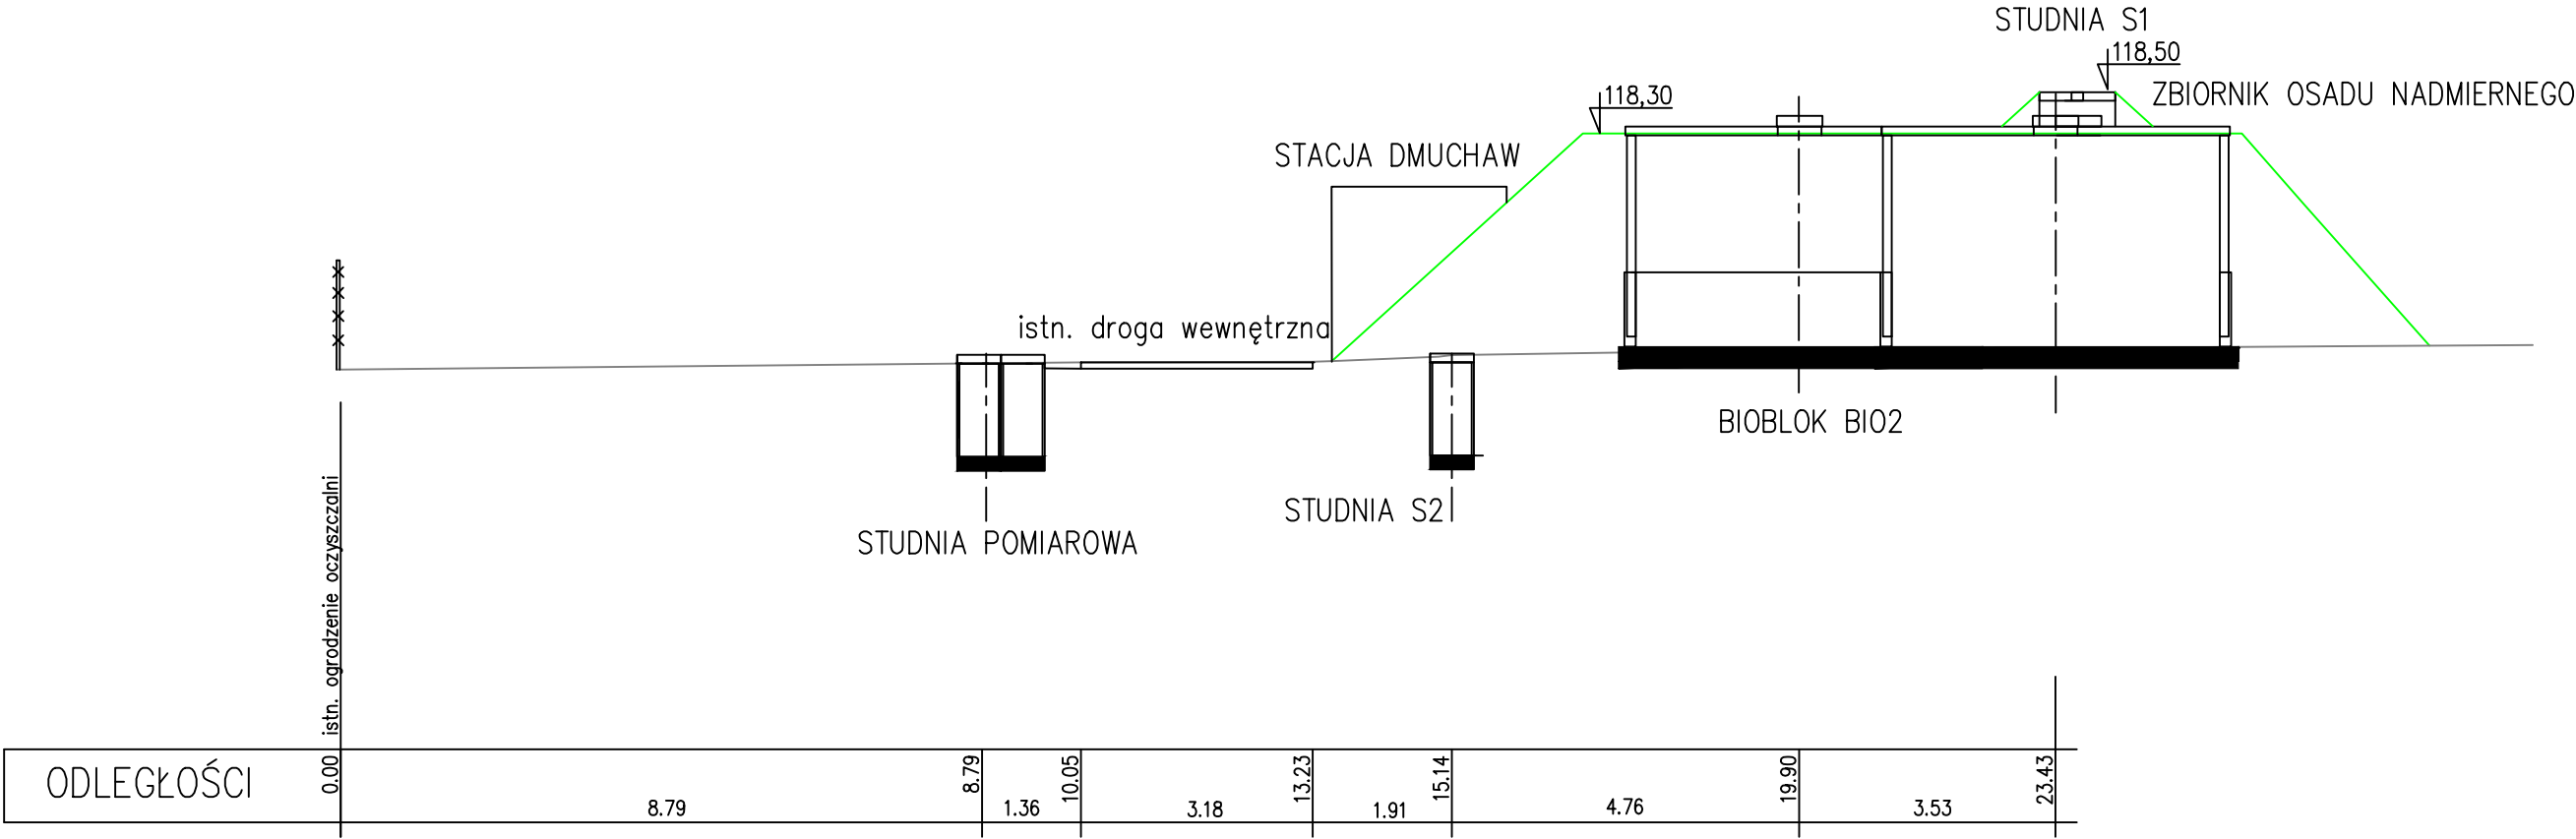 STUDNIA S1
118,50
118,30
ZBIORNIK OSADU NADMIERNEGO
STACJA DMUCHAW
istn. droga wewnętrzna
BIOBLOK BIO2
STUDNIA S2
STUDNIA POMIAROWA
istn. ogrodzenie oczyszczalni
ODLEGŁOŚCI
0.00
8.79
10.05
13.23
15.14
19.90
23.43
8.79
1.36
3.18
1.91
4.76
3.53